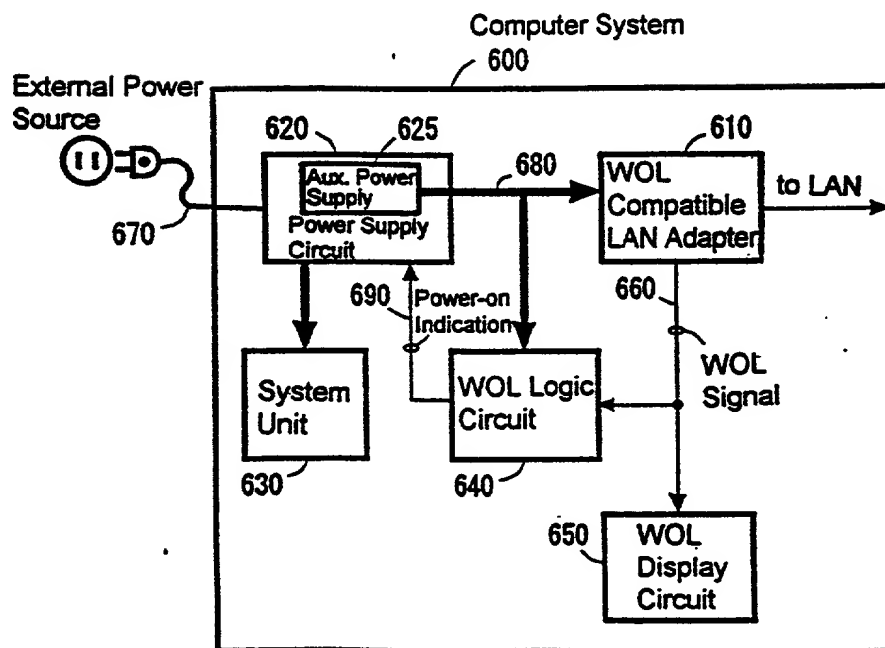 Computer System
600
External Power
Source
620
625
610
Aux. Power
Supply
680
WOL
Compatible
LAN Adapter
to LAN
Power Supply
Circuit
670
690
Power-on
Indication
660
WOL
Signal
System
Unit
WOL Logic
Circuit
630
640
650
WOL
Display
Circuit